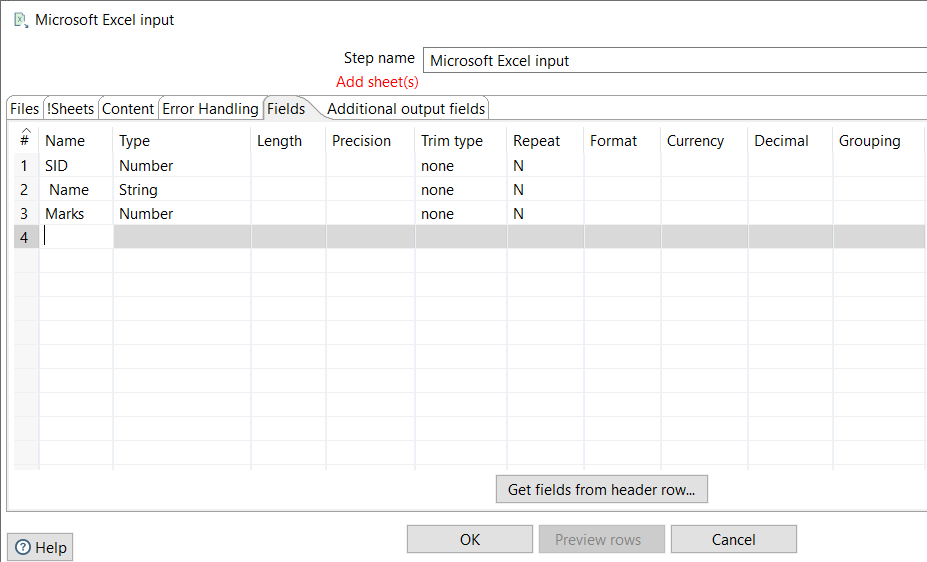 Microsoft Excel input
Step name Microsoft Excel input
Add sheet(s)
Files !Sheets Content Error Handling Fields Additional output fields
# Name Type Length Precision Trim type Repeat Format Currency Decimal Grouping
1 SID Number none N
2 Name String none N
3 Marks Number none N
4
Get fields from header row...
Help OK Preview rows Cancel